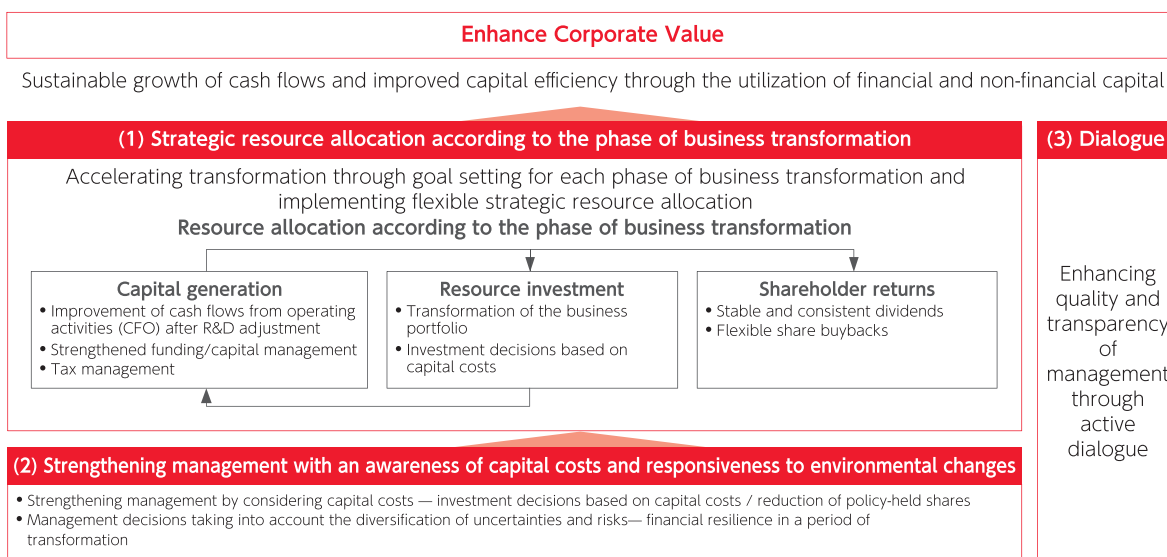 Enhance Corporate Value
Sustainable growth of cash flows and improved capital efficiency through the utilization of financial and non-financial capital
(1) Strategic resource allocation according to the phase of business transformation
Accelerating transformation through goal setting for each phase of business transformation and
implementing flexible strategic resource allocation
Resource allocation according to the phase of business transformation
Capital generation
• Improvement of cash flows from operating
activities (CFO) after R&D adjustment
• Strengthened funding/capital management
• Tax management
Resource investment
• Transformation of the business
portfolio
• Investment decisions based on
capital costs
Shareholder returns
• Stable and consistent dividends
• Flexible share buybacks
(2) Strengthening management with an awareness of capital costs and responsiveness to environmental changes
• Strengthening management by considering capital costs — investment decisions based on capital costs / reduction of policy-held shares
• Management decisions taking into account the diversification of uncertainties and risks— financial resilience in a period of
transformation
(3) Dialogue
Enhancing
quality and
transparency
of
management
through
active
dialogue